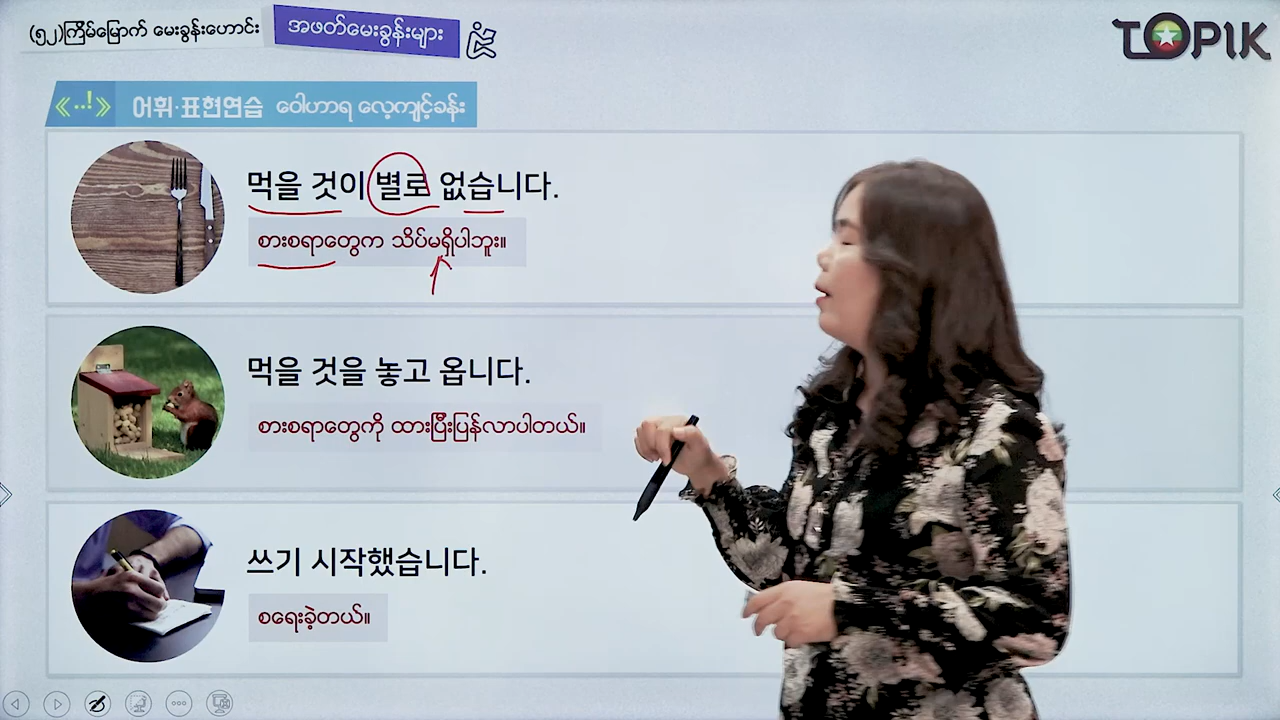 (၅၂)ကြိမ်မြောက် မေးခွန်းဟောင်း
အဖတ်မေးခွန်းများ
TOPIK
어휘·표현연습 ဝေါဟာရ လေ့ကျင့်ခန်း
먹을 것이 별로 없습니다.
စားစရာတွေက သိပ်မရှိပါဘူး။
먹을 것을 놓고 옵니다.
စားစရာတွေကို ထားပြီးပြန်လာပါတယ်။
쓰기 시작했습니다.
စရေးခဲ့တယ်။